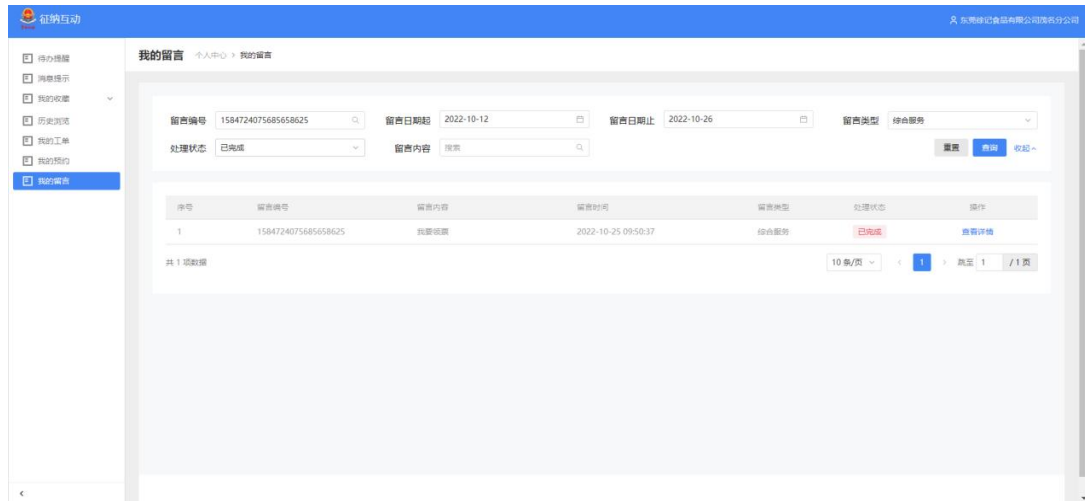 征纳互动
东莞徐记食品有限公司茂名分公司
待办提醒
消息提示
我的收藏
历史浏览
我的工单
我的预约
我的留言
我的留言 个人中心 > 我的留言
留言编号 1584724075685658625 留言日期起 2022-10-12 留言日期止 2022-10-26 留言类型 综合服务
处理状态 已完成 留言内容 搜索 重置 查询 收起
序号 留言编号 留言内容 留言时间 留言类型 处理状态 操作
1 1584724075685658625 我要领票 2022-10-25 09:50:37 综合服务 已完成 查看详情
共 1 项数据 10 条/页 < 1 > 跳至 1 / 1 页